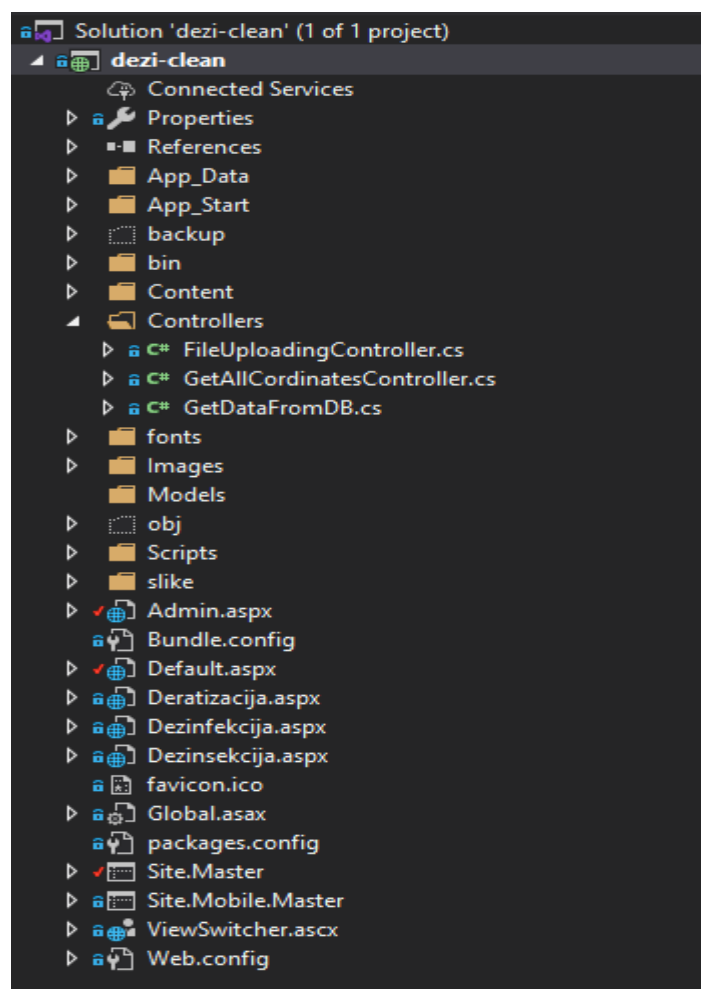 Solution 'dezi-clean' (1 of 1 project)
dezi-clean
Connected Services
Properties
References
App_Data
App_Start
backup
bin
Content
Controllers
C# FileUploadingController.cs
C# GetAllCordinatesController.cs
C# GetDataFromDB.cs
fonts
Images
Models
obj
Scripts
slike
Admin.aspx
Bundle.config
Default.aspx
Deratizacija.aspx
Dezinfekcija.aspx
Dezinsekcija.aspx
favicon.ico
Global.asax
packages.config
Site.Master
Site.Mobile.Master
ViewSwitcher.ascx
Web.config